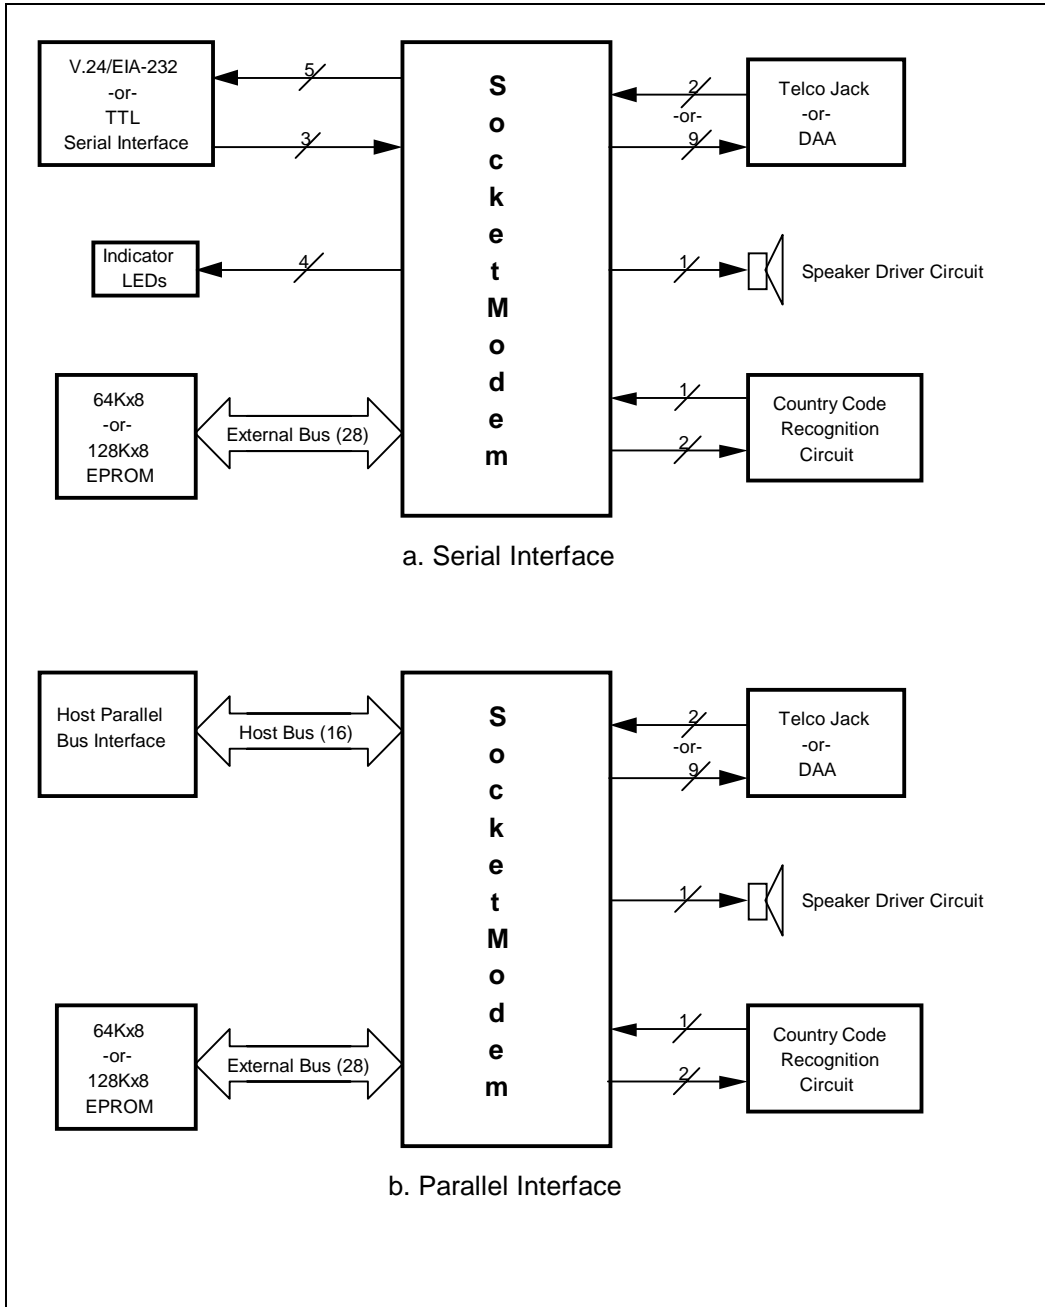 V.24/EIA-232
-or-
TTL
Serial Interface
5
3
Indicator
LEDs
4
64Kx8
-or-
128Kx8
EPROM
External Bus (28)
SocketModem
2
-or-
9
Telco Jack
-or-
DAA
1
Speaker Driver Circuit
1
2
Country Code
Recognition
Circuit
a. Serial Interface
Host Parallel
Bus Interface
Host Bus (16)
64Kx8
-or-
128Kx8
EPROM
External Bus (28)
SocketModem
2
-or-
9
Telco Jack
-or-
DAA
1
Speaker Driver Circuit
1
2
Country Code
Recognition
Circuit
b. Parallel Interface